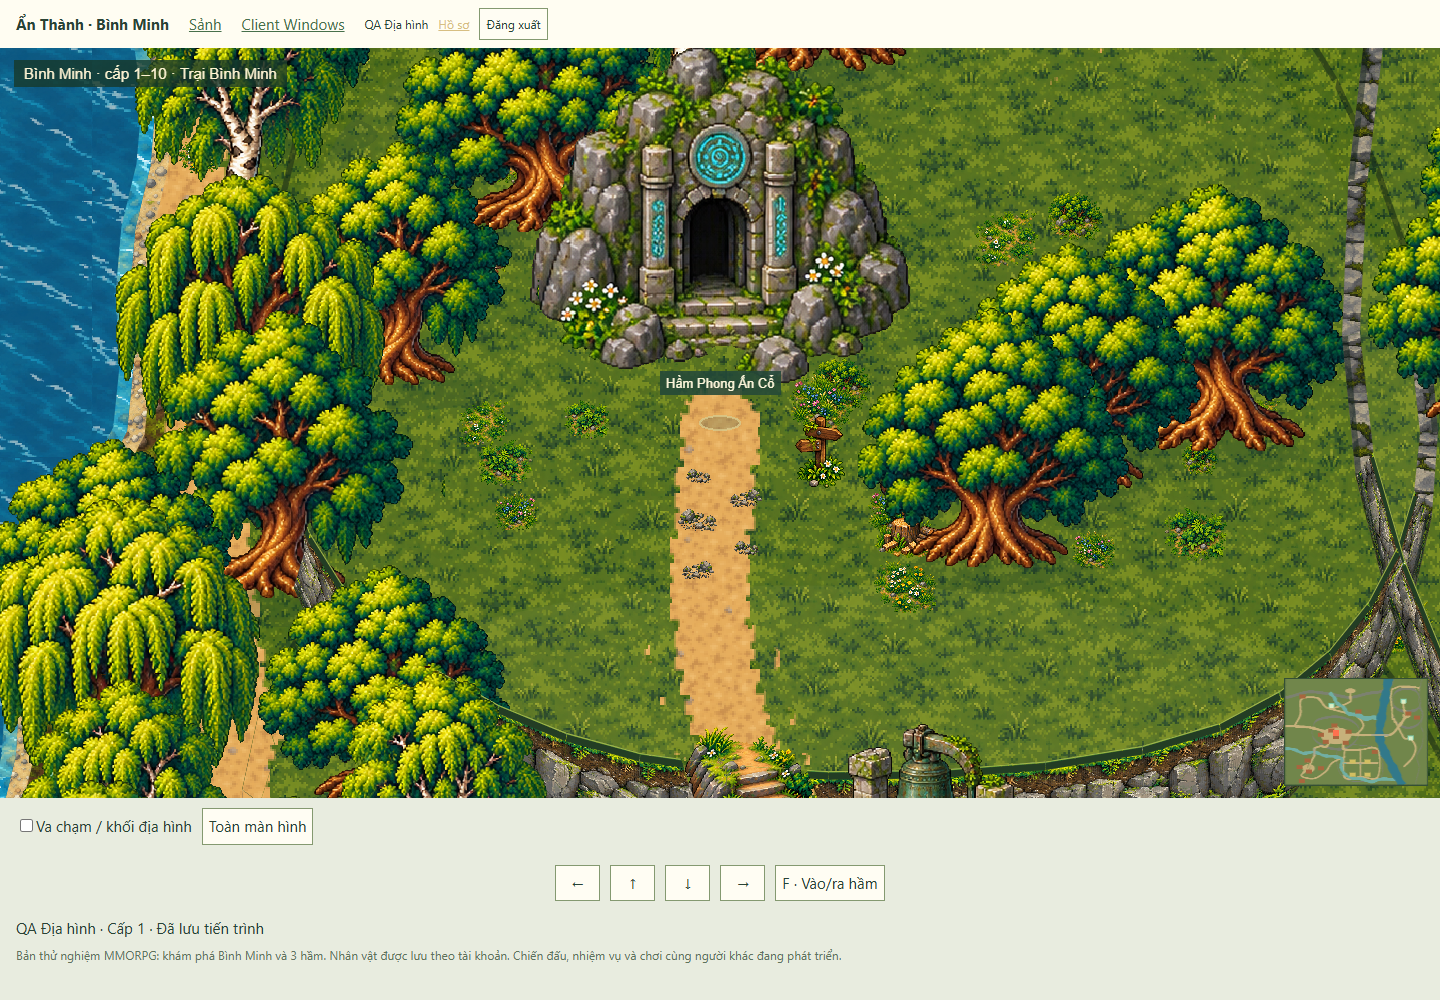 Ẩn Thành · Bình Minh Sảnh Client Windows QA Địa hình Hồ sơ Đăng xuất
Bình Minh · cấp 1–10 · Trại Bình Minh
Hầm Phong Ấn Cổ
Va chạm / khối địa hình Toàn màn hình
← ↑ ↓ → F · Vào/ra hầm
QA Địa hình · Cấp 1 · Đã lưu tiến trình
Bản thử nghiệm MMORPG: khám phá Bình Minh và 3 hầm. Nhân vật được lưu theo tài khoản. Chiến đấu, nhiệm vụ và chơi cùng người khác đang phát triển.